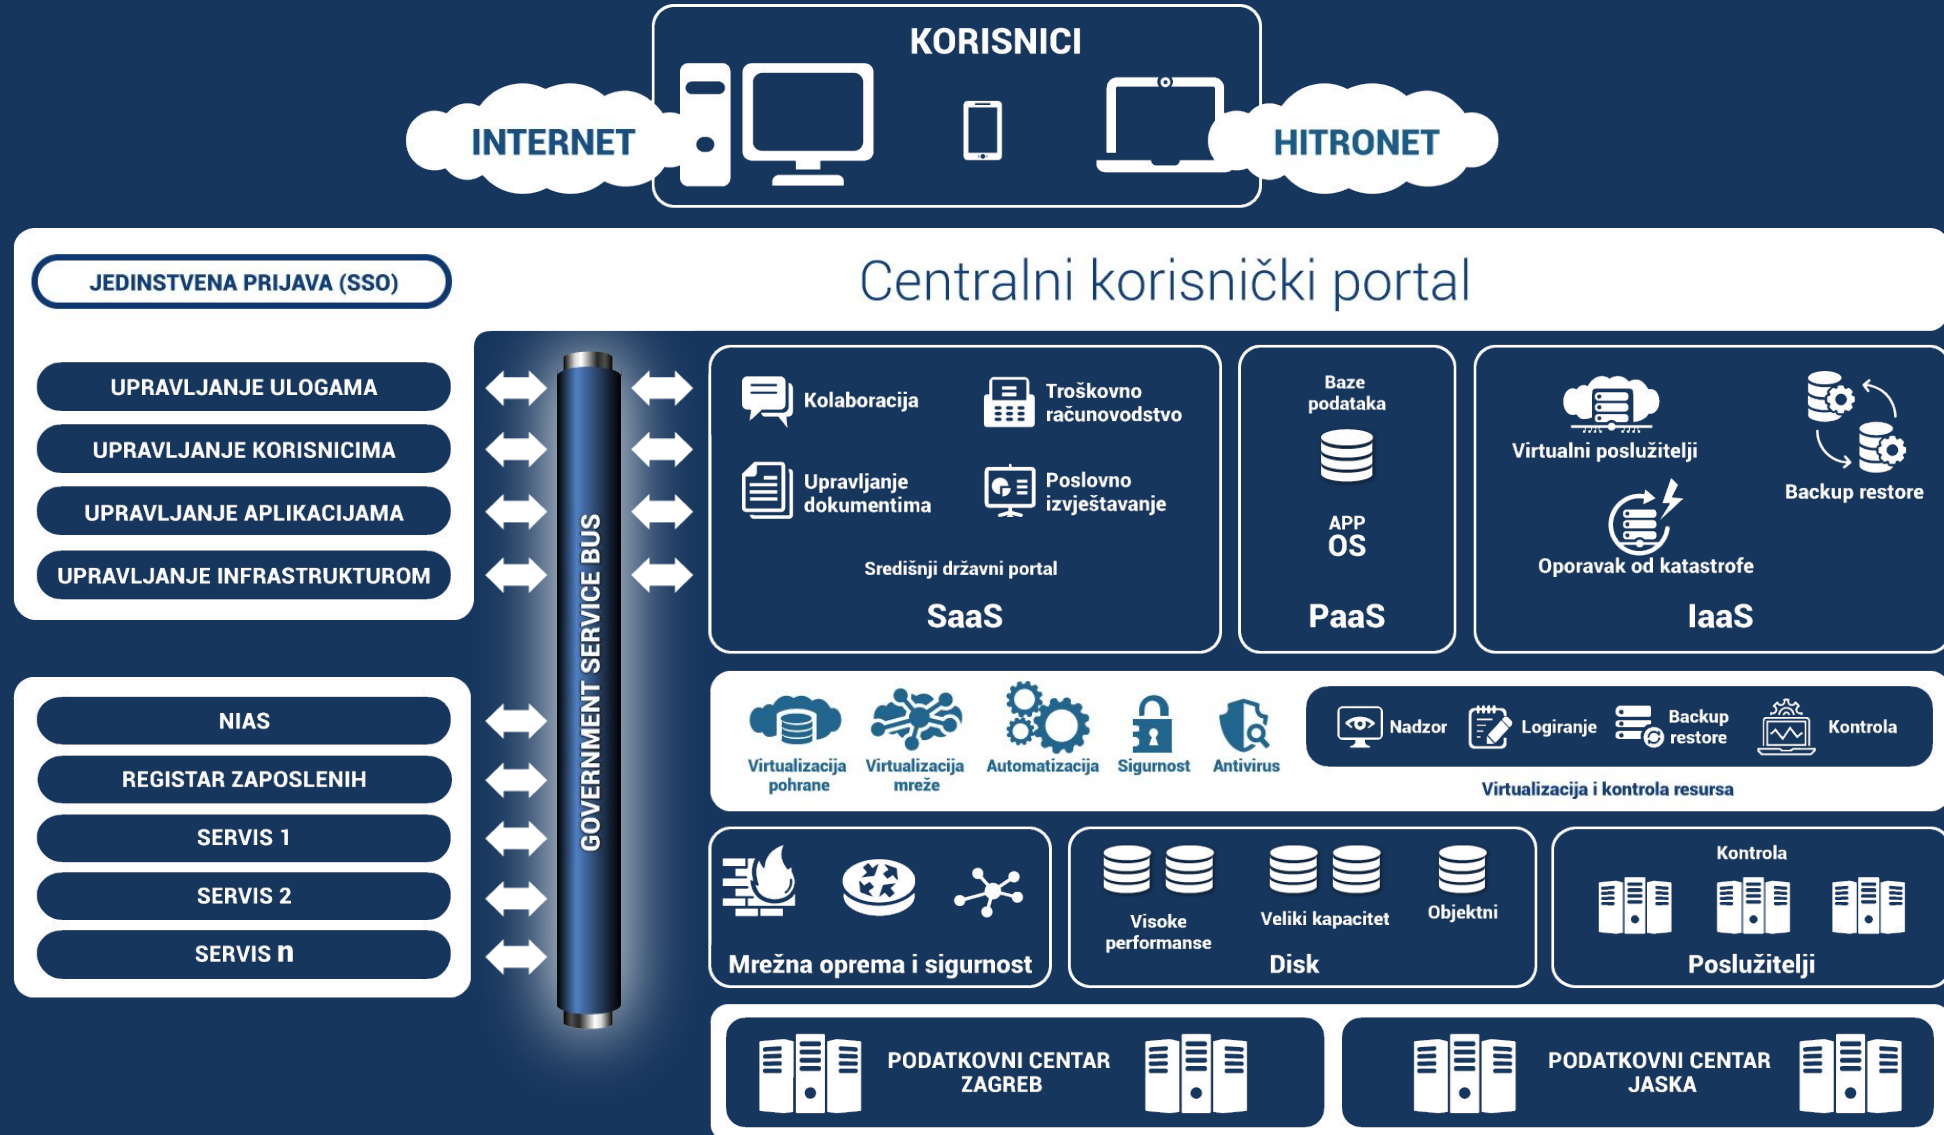 KORISNICI
INTERNET
HITRONET
JEDINSTVENA PRIJAVA (SSO)
Centralni korisnički portal
UPRAVLJANJE ULOGAMA
UPRAVLJANJE KORISNICIMA
UPRAVLJANJE APLIKACIJAMA
UPRAVLJANJE INFRASTRUKTUROM
NIAS
REGISTAR ZAPOSLENIH
SERVIS 1
SERVIS 2
SERVIS n
GOVERNMENT SERVICE BUS
Kolaboracija
Troškovno
računovodstvo
Upravljanje
dokumentima
Poslovno
izvještavanje
Središnji državni portal
SaaS
Baze
podataka
APP
OS
PaaS
Virtualni poslužitelji
Backup restore
Oporavak od katastrofe
IaaS
Virtualizacija
pohrane
Virtualizacija
mreže
Automatizacija
Sigurnost
Antivirus
Nadzor
Logiranje
Backup
restore
Kontrola
Virtualizacija i kontrola resursa
Mrežna oprema i sigurnost
Visoke
performanse
Veliki kapacitet
Objektni
Disk
Kontrola
Poslužitelji
PODATKOVNI CENTAR
ZAGREB
PODATKOVNI CENTAR
JASKA